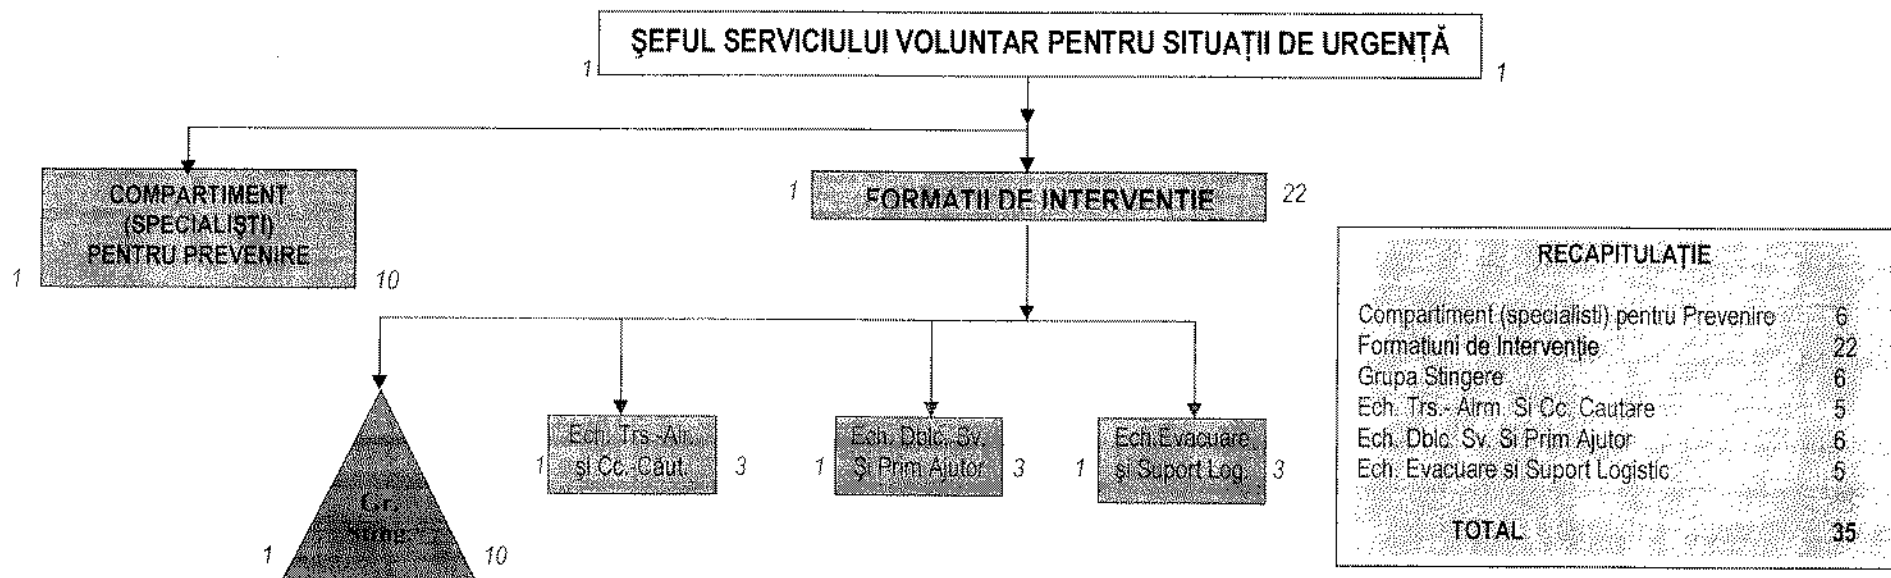 ŞEFUL SERVICIULUI VOLUNTAR PENTRU SITUAŢII DE URGENŢĂ
1 1
COMPARTIMENT
(SPECIALIŞTI)
PENTRU PREVENIRE
1 10
1 FORMATII DE INTERVENTIE 22
Gr.
Sting.
1 10
Ech. Trs.-Alr.
şi Cc. Căut.
1 3
Ech. Dblc. Sv.
Şi Prim Ajutor
1 3
Ech.Evacuare
şi Suport Log.
1 3
RECAPITULAŢIE
Compartiment (specialisti) pentru Prevenire 6
Formatiuni de Intervenţie 22
Grupa Stingere 6
Ech. Trs.- Alrm. Si Cc. Cautare 5
Ech. Dblc. Sv. Si Prim Ajutor 6
Ech. Evacuare si Suport Logistic 5
TOTAL 35